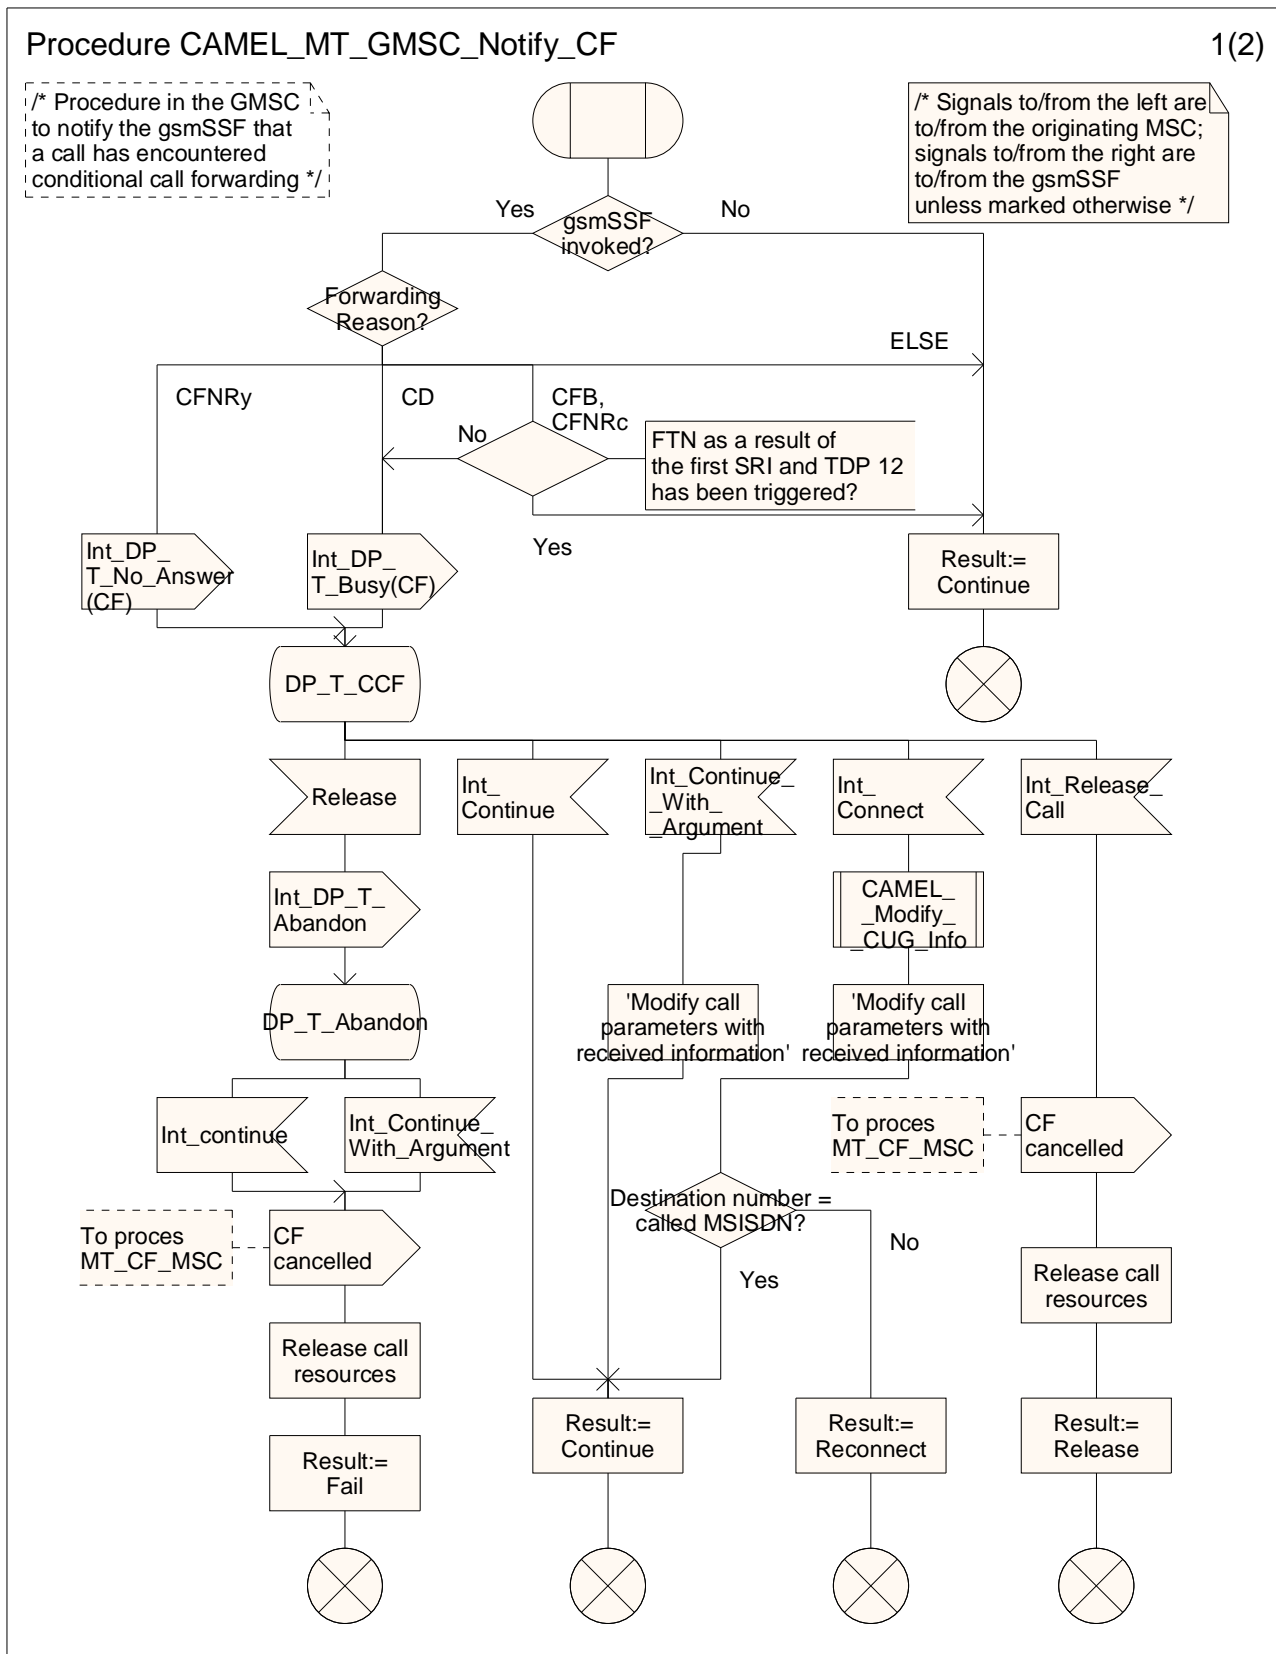 Procedure CAMEL_MT_GMSC_Notify_CF
1(2)
/* Procedure in the GMSC
to notify the gsmSSF that
a call has encountered
conditional call forwarding */
/* Signals to/from the left are
to/from the originating MSC;
signals to/from the right are
to/from the gsmSSF
unless marked otherwise */
Yes
gsmSSF
invoked?
No
Forwarding
Reason?
ELSE
CFNRy
CD
CFB,
CFNRc
No
FTN as a result of
the first SRI and TDP 12
has been triggered?
Yes
Int_DP_
T_No_Answer
(CF)
Int_DP_
T_Busy(CF)
Result:=
Continue
DP_T_CCF
Release
Int_
Continue
Int_Continue_
_With_
_Argument
Int_
Connect
Int_Release_
Call
Int_DP_T_
Abandon
CAMEL_
_Modify_
_CUG_Info
DP_T_Abandon
'Modify call
parameters with
received information'
'Modify call
parameters with
received information'
Int_continue
Int_Continue_
With_Argument
To proces
MT_CF_MSC
CF
cancelled
Destination number =
called MSISDN?
No
Yes
To proces
MT_CF_MSC
CF
cancelled
Release call
resources
Release call
resources
Result:=
Continue
Result:=
Reconnect
Result:=
Release
Result:=
Fail